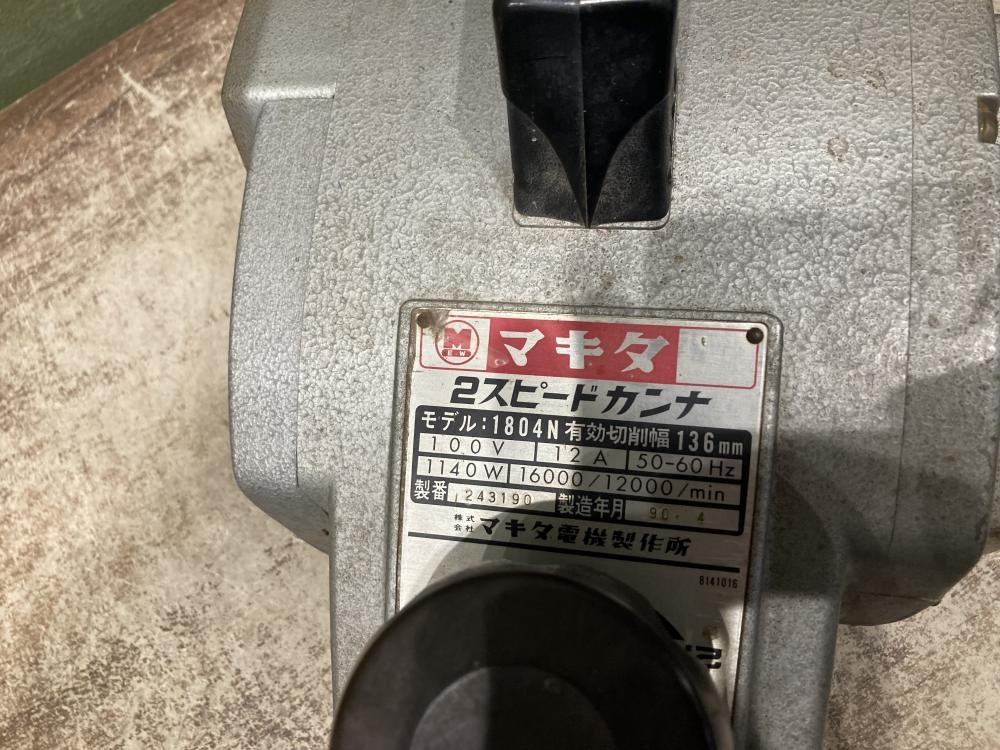 M
E W
マキタ
2スピードカンナ
モデル:1804N 有効切削幅 136mm
100V 12A 50-60Hz
1140W 16000/12000/min
製番 243190 製造年月 90.4
株式会社 マキタ電機製作所
8141016